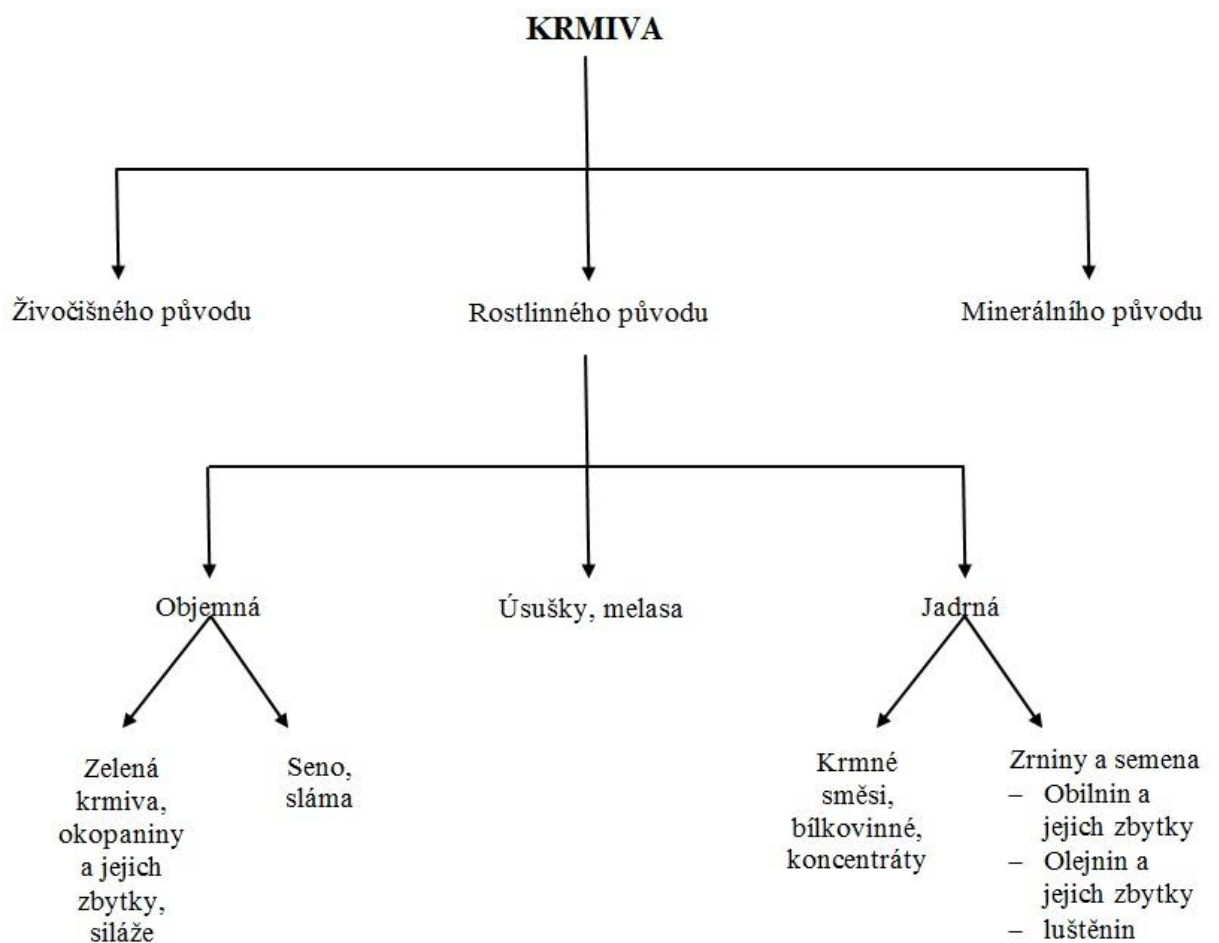 KRMIVA
Živočišného původu
Rostlinného původu
Minerálního původu
Objemná
Úsušky, melasa
Jadrná
Zelená
krmiva,
okopaniny
a jejich
zbytky,
siláže
Seno,
sláma
Krmné
směsi,
bílkovinné,
koncentráty
Zrniny a semena
– Obilnin a
jejich zbytky
– Olejnin a
jejich zbytky
– luštěnin